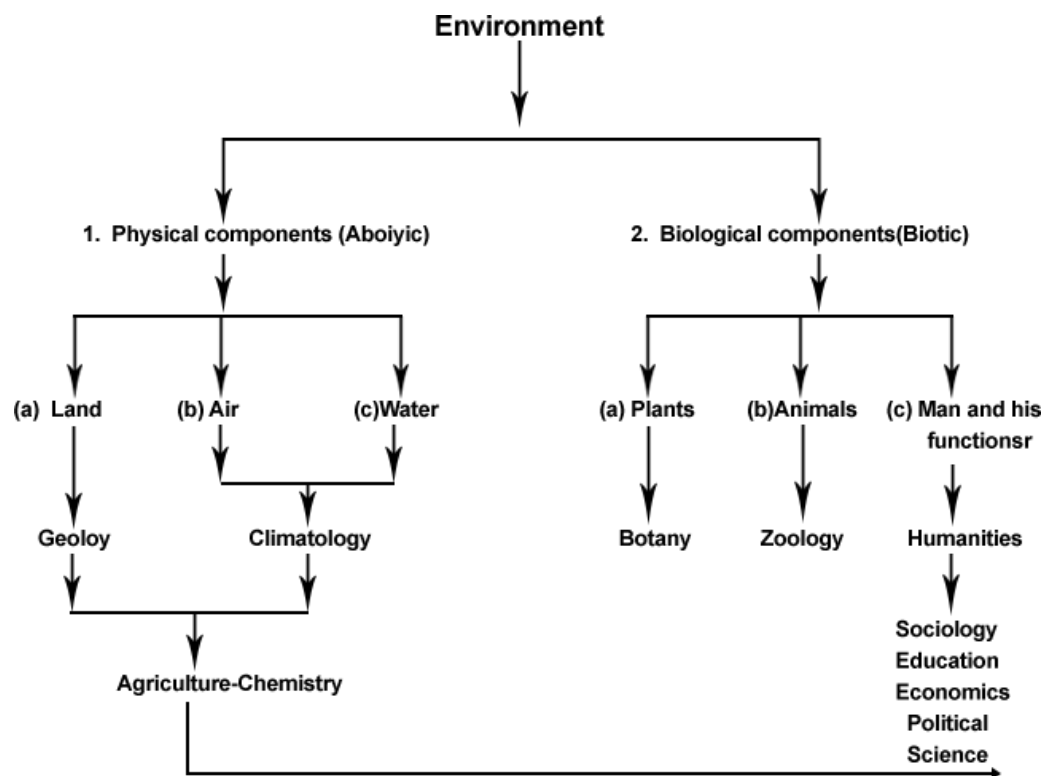 Environment
1. Physical components (Aboiyic)
2. Biological components(Biotic)
(a) Land
(b) Air
(c)Water
(a) Plants
(b)Animals
(c) Man and his
functionsr
Geoloy
Climatology
Botany
Zoology
Humanities
Agriculture-Chemistry
Sociology
Education
Economics
Political
Science